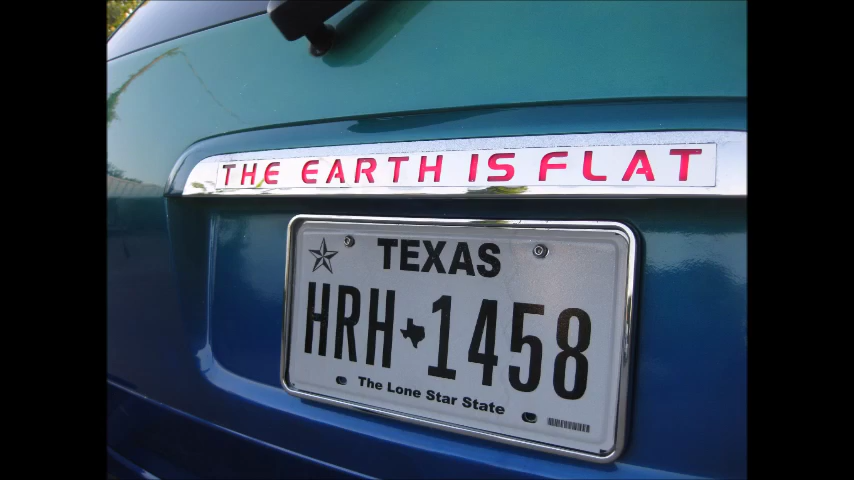 THE EARTH IS FLAT
TEXAS
HRH 1458
The Lone Star State